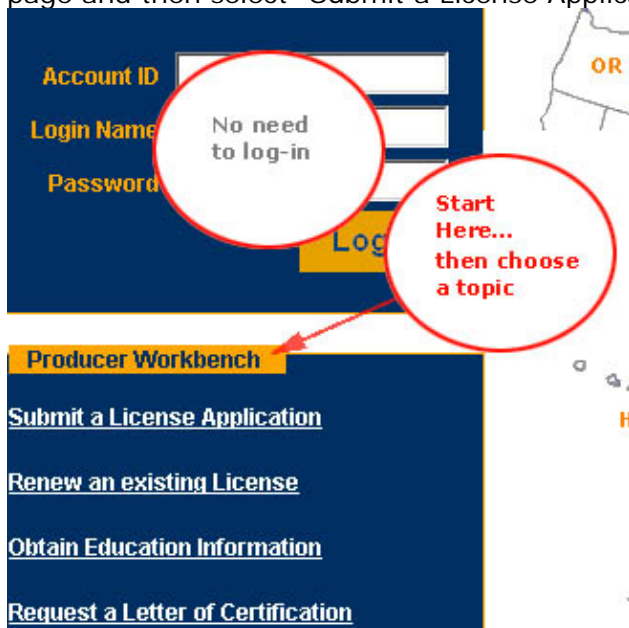 page and then select "Submit a License Applica
Account ID
OR
Login Name
No need
to log-in
Password
Start
Here...
then choose
a topic
Log
Producer Workbench
Submit a License Application
H
Renew an existing License
Obtain Education Information
Request a Letter of Certification